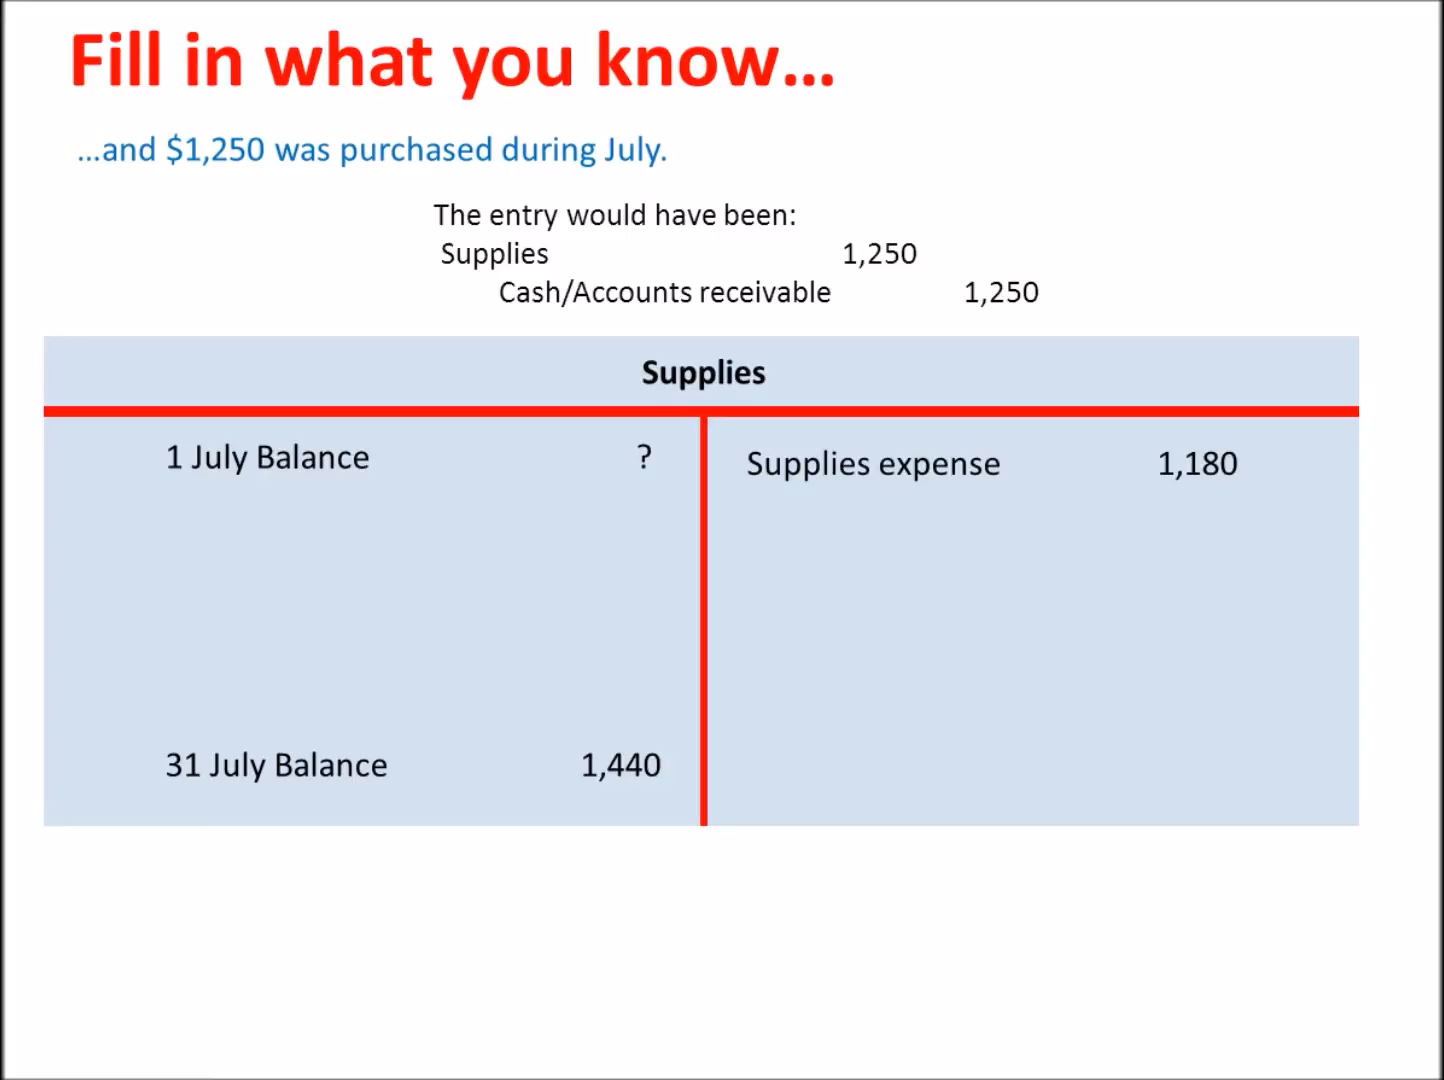 Fill in what you know...
...and $1,250 was purchased during July.
The entry would have been:
Supplies 1,250
Cash/Accounts receivable 1,250
Supplies
1 July Balance ? Supplies expense 1,180
31 July Balance 1,440